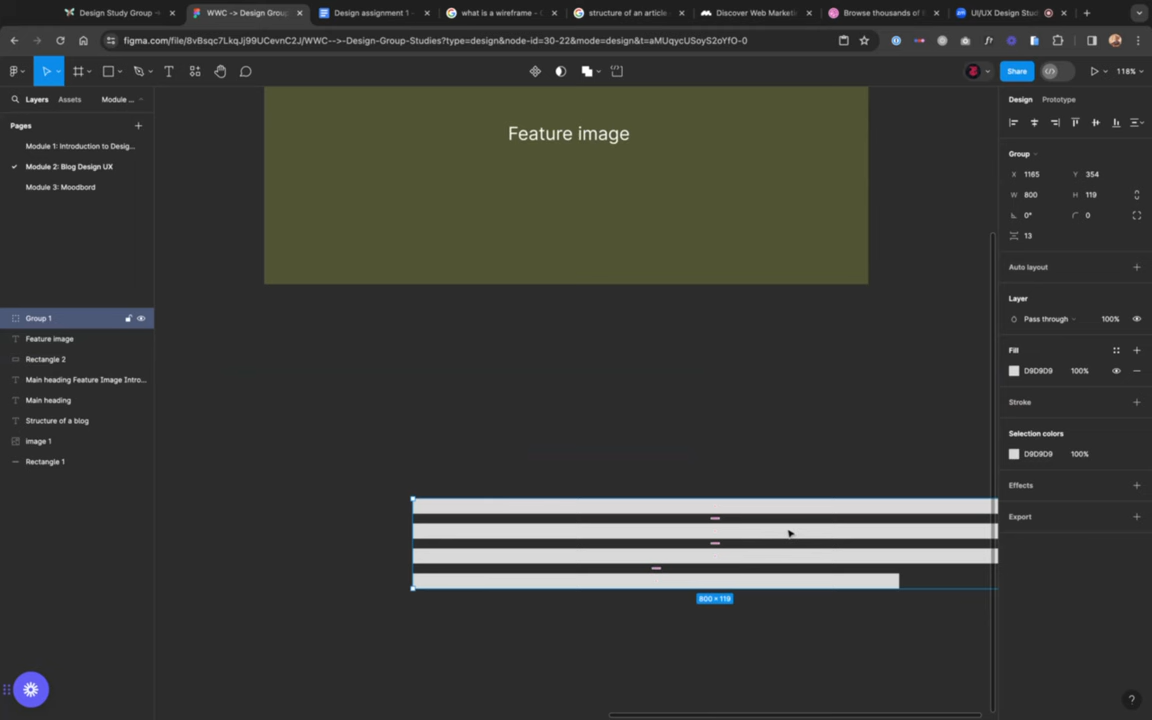 Design Study Group -
WWC -> Design Group
Design assignment 1 -
what is a wireframe -
structure of an article
Discover Web Marketi
Browse thousands of
UI/UX Design Stud
figma.com/file/8vBsqc7LkqJj99UCevnC2J/WWC-->-Design-Group-Studies?type=design&node-id=30-22&mode=design&t=aMUqycUSoyS2oYfO-0
Share
118%
Layers
Assets
Module ...
Pages
Module 1: Introduction to Desig...
Module 2: Blog Design UX
Module 3: Moodbord
Group 1
Feature image
Rectangle 2
Main heading Feature Image Intro...
Main heading
Structure of a blog
image 1
Rectangle 1
Feature image
800 × 119
Design
Prototype
Group
X 1165
Y 354
W 800
H 119
0°
0
13
Auto layout
Layer
Pass through
100%
Fill
D9D9D9
100%
Stroke
Selection colors
D9D9D9
100%
Effects
Export
?